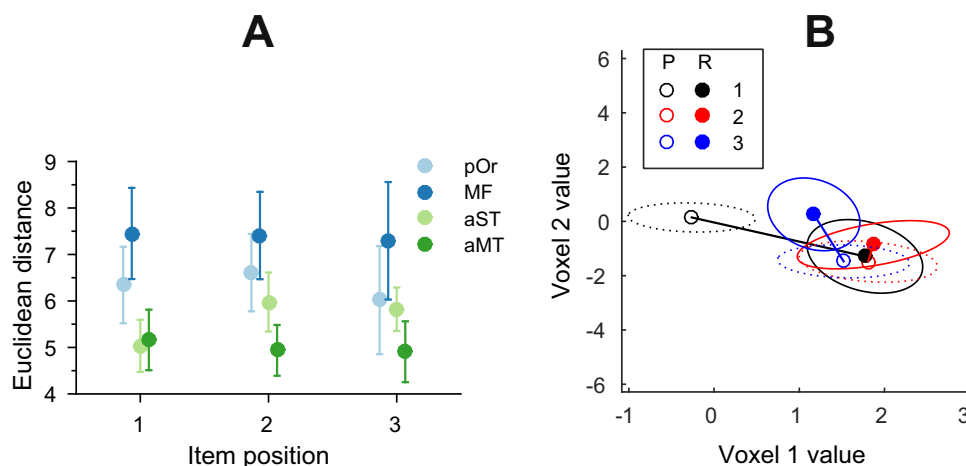 A
9
8
7
6
5
4
Euclidean distance
1 2 3
Item position
pOr
MF
aST
aMT
B
6
4
2
0
-2
-4
-6
Voxel 2 value
P R
1
2
3
-1 0 1 2 3
Voxel 1 value